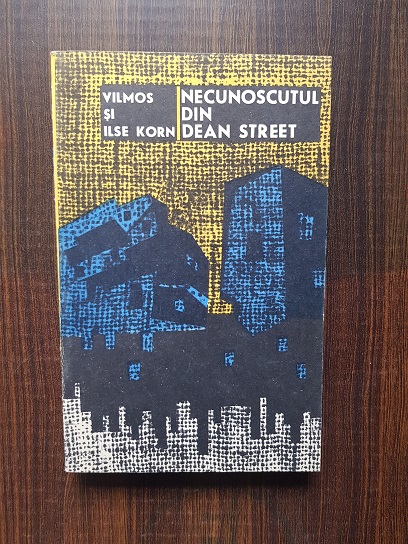 VILMOS
ȘI
ILSE KORN
NECUNOSCUTUL
DIN
DEAN STREET